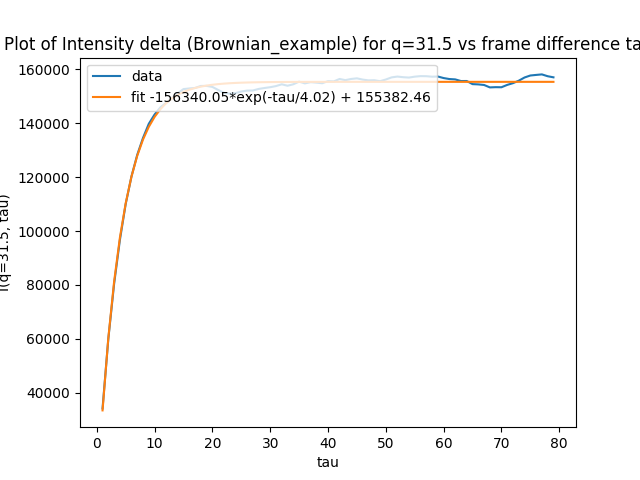 Plot of Intensity delta (Brownian_example) for q=31.5 vs frame difference ta
160000
140000
120000
100000
80000
60000
40000
I(q=31.5, tau)
data
fit -156340.05*exp(-tau/4.02) + 155382.46
0 10 20 30 40 50 60 70 80
tau